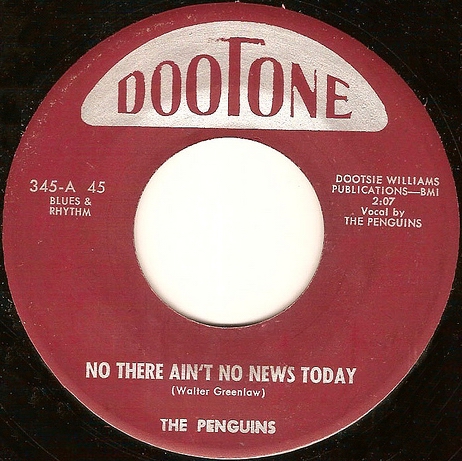 DOOTONE
345-A 45
BLUES &
RHYTHM
DOOTSIE WILLIAMS
PUBLICATIONS—BMI
2:07
Vocal by
THE PENGUINS
NO THERE AIN'T NO NEWS TODAY
(Walter Greenlaw)
THE PENGUINS